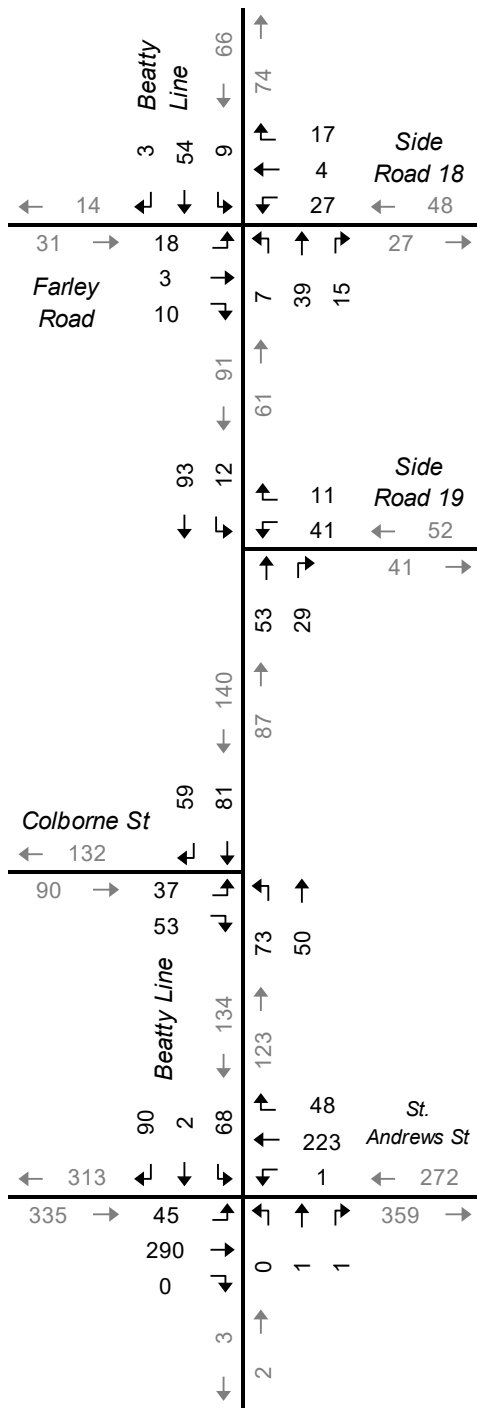 66
74
Beatty
Line
3 54 9
17
4
27
Side
Road 18
14
48
31
18
3
10
27
Farley
Road
7 39 15
91
61
93 12
11
41
Side
Road 19
52
41
53 29
140
87
59 81
Colborne St
132
90
37
53
73 50
Beatty Line
134
123
90 2 68
48
223
1
St.
Andrews St
313
272
335
45
290
0
359
0 1 1
3
2